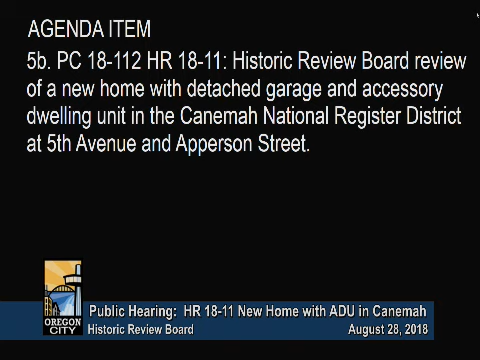 AGENDA ITEM
5b. PC 18-112 HR 18-11: Historic Review Board review
of a new home with detached garage and accessory
dwelling unit in the Canemah National Register District
at 5th Avenue and Apperson Street.
OREGON
CITY
Public Hearing: HR 18-11 New Home with ADU in Canemah
Historic Review Board August 28, 2018